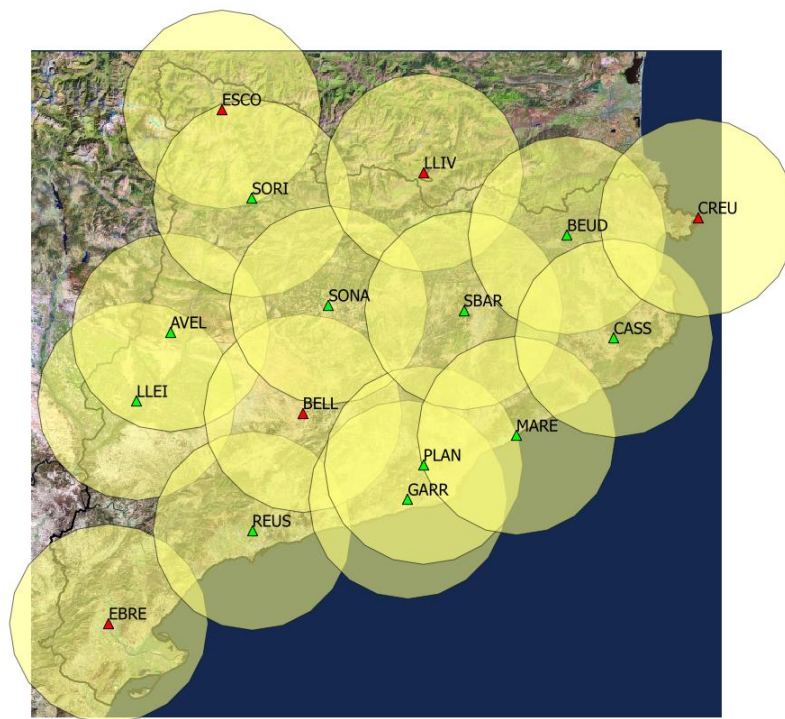 ESCO
LLIV
SORI
CREU
BEUD
SONA
SBAR
AVEL
CASS
LLEI
BELL
MARE
PLAN
GARR
REUS
EBRE